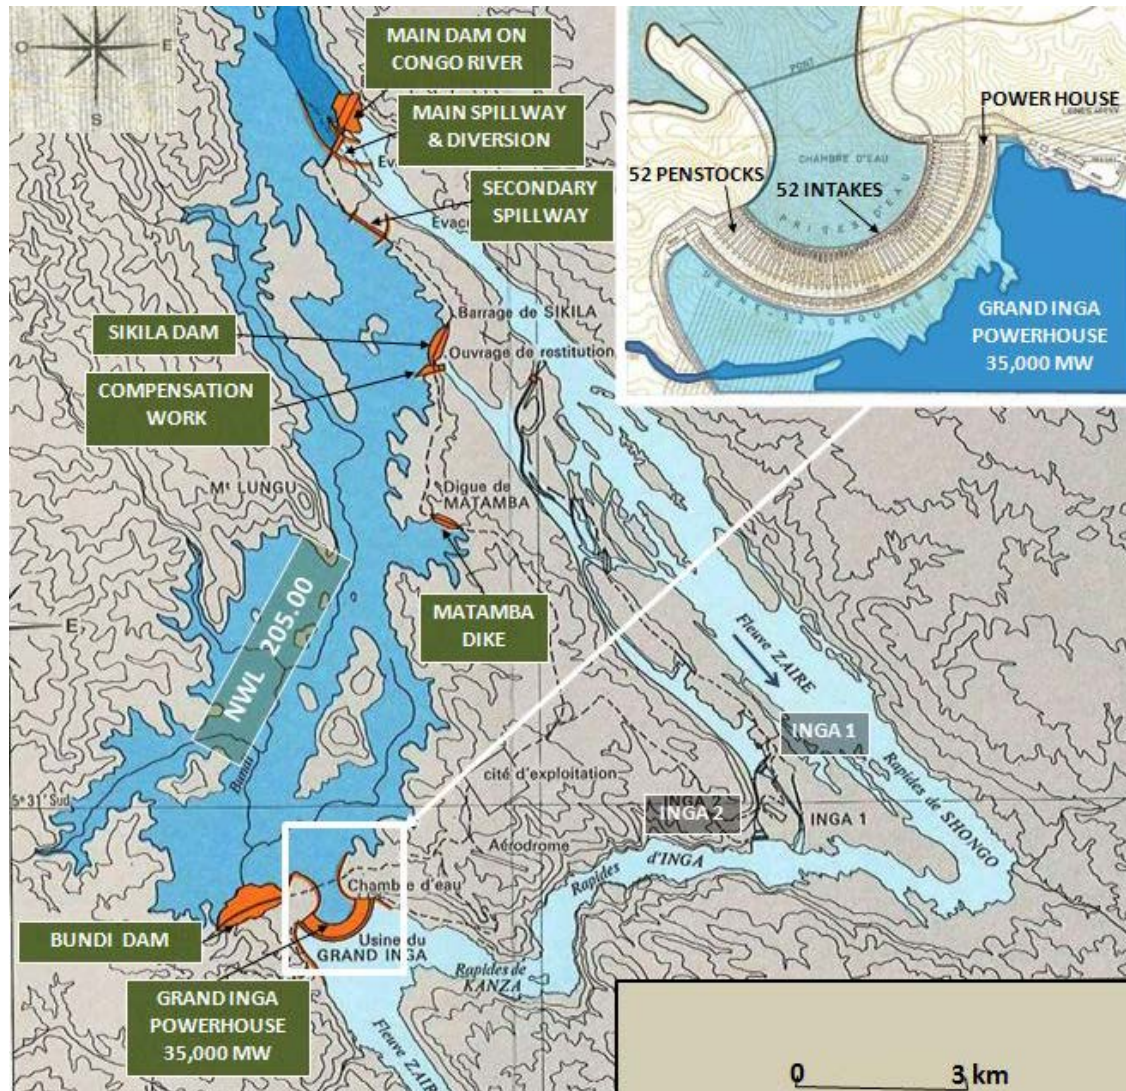 O
E
S
MAIN DAM ON
CONGO RIVER
MAIN SPILLWAY
& DIVERSION
SECONDARY
SPILLWAY
SIKILA DAM
COMPENSATION
WORK
Barrage de SIKILA
Ouvrage de restitution
Mt LUNGU
Digue de
MATAMBA
MATAMBA
DIKE
NWL 205.00
E
Bundi
5° 31' Sud
Fleuve ZAIRE
INGA 1
Rapides de SHONGO
cité d'exploitation
INGA 2
INGA 2
INGA 1
Aérodrome
Rapides d'INGA
Chambre d'eau
BUNDI DAM
Usine du
GRAND INGA
Rapides de
KANZA
GRAND INGA
POWERHOUSE
35,000 MW
Fleuve ZAIRE
0 3 km
PONT
POWER HOUSE
CHAMBRE D'EAU
52 PENSTOCKS
52 INTAKES
PRISES D'EAU
GRAND INGA
POWERHOUSE
35,000 MW